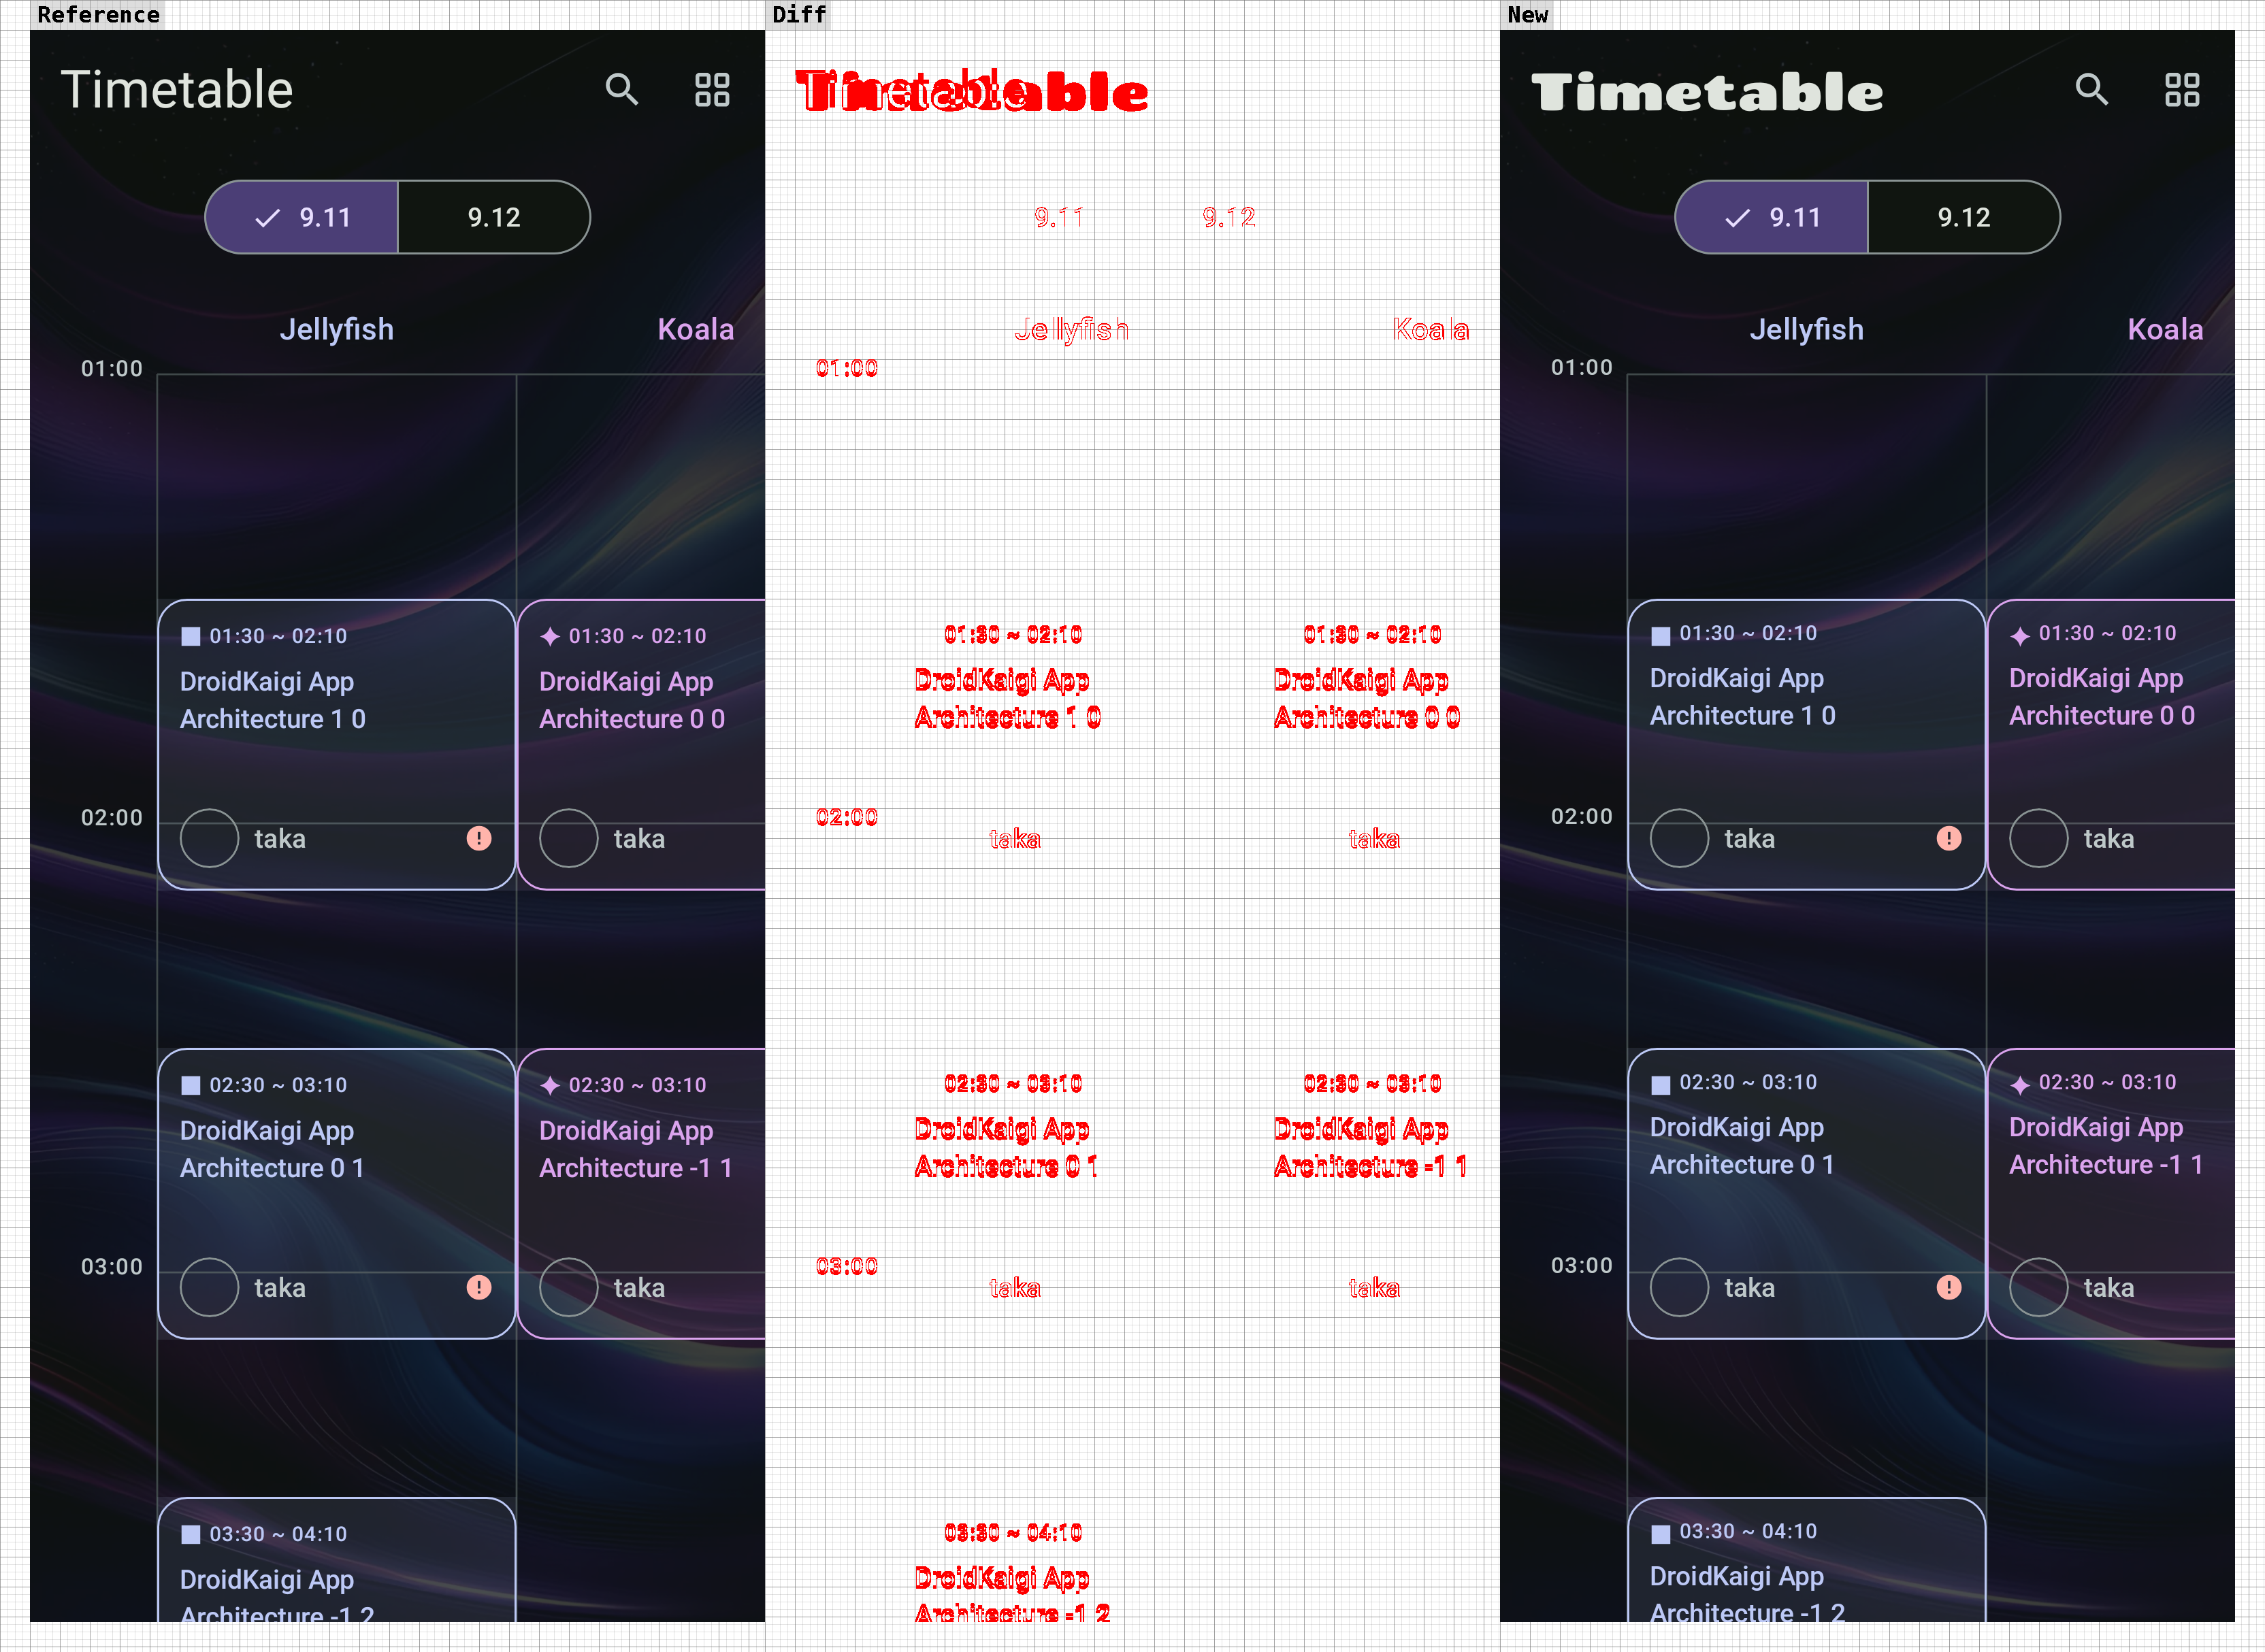 Reference
Timetable
9.11
9.12
Jellyfish
Koala
01:00
01:30 ~ 02:10
DroidKaigi App
Architecture 1 0
01:30 ~ 02:10
DroidKaigi App
Architecture 0 0
02:00
taka
!
taka
02:30 ~ 03:10
DroidKaigi App
Architecture 0 1
02:30 ~ 03:10
DroidKaigi App
Architecture -1 1
03:00
taka
!
taka
03:30 ~ 04:10
DroidKaigi App
Architecture -1 2
Diff
Timetable
9.11
9.12
Jellyfish
Koala
01:00
01:30 ~ 02:10
DroidKaigi App
Architecture 1 0
01:30 ~ 02:10
DroidKaigi App
Architecture 0 0
02:00
taka
taka
02:30 ~ 03:10
DroidKaigi App
Architecture 0 1
02:30 ~ 03:10
DroidKaigi App
Architecture -1 1
03:00
taka
taka
03:30 ~ 04:10
DroidKaigi App
Architecture -1 2
New
Timetable
9.11
9.12
Jellyfish
Koala
01:00
01:30 ~ 02:10
DroidKaigi App
Architecture 1 0
01:30 ~ 02:10
DroidKaigi App
Architecture 0 0
02:00
taka
!
taka
02:30 ~ 03:10
DroidKaigi App
Architecture 0 1
02:30 ~ 03:10
DroidKaigi App
Architecture -1 1
03:00
taka
!
taka
03:30 ~ 04:10
DroidKaigi App
Architecture -1 2